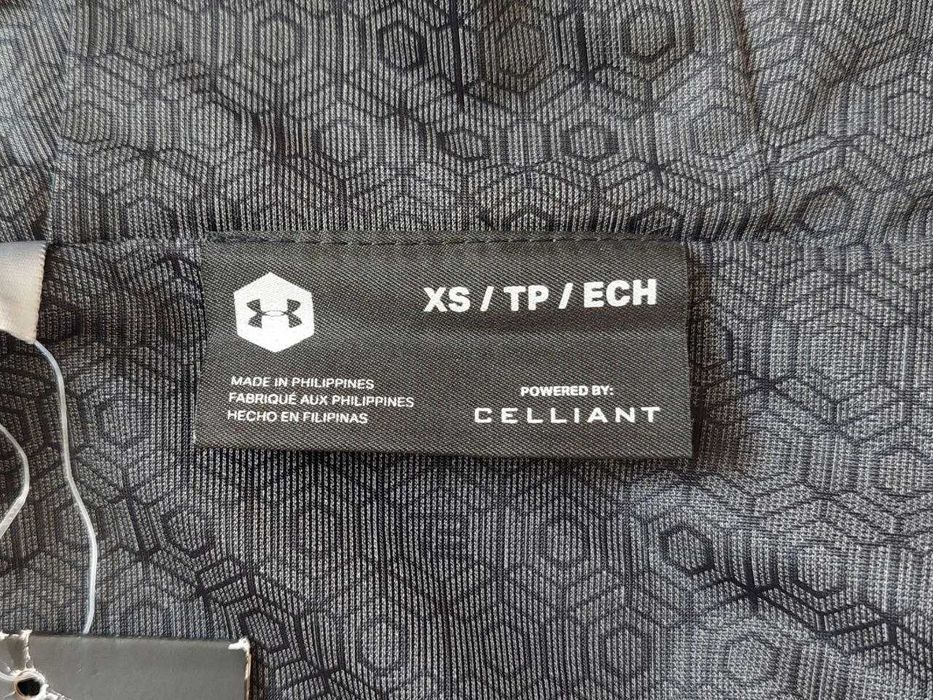 XS / TP / ECH
MADE IN PHILIPPINES
FABRIQUÉ AUX PHILIPPINES
HECHO EN FILIPINAS
POWERED BY:
CELLIANT